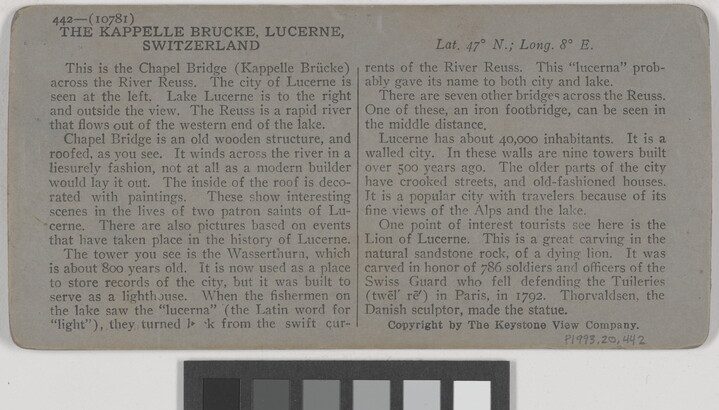 442—(10781)
THE KAPPELLE BRUCKE, LUCERNE,
SWITZERLAND
Lat. 47° N.; Long. 8° E.
This is the Chapel Bridge (Kappelle Brücke)
across the River Reuss. The city of Lucerne is
seen at the left. Lake Lucerne is to the right
and outside the view. The Reuss is a rapid river
that flows out of the western end of the lake.
Chapel Bridge is an old wooden structure, and
roofed, as you see. It winds across the river in a
liesurely fashion, not at all as a modern builder
would lay it out. The inside of the roof is deco-
rated with paintings. These show interesting
scenes in the lives of two patron saints of Lu-
cerne. There are also pictures based on events
that have taken place in the history of Lucerne.
The tower you see is the Wasserthurn, which
is about 800 years old. It is now used as a place
to store records of the city, but it was built to
serve as a lighthouse. When the fishermen on
the lake saw the "lucerna" (the Latin word for
"light"), they turned from the swift cur-
rents of the River Reuss. This "lucerna" prob-
ably gave its name to both city and lake.
There are seven other bridges across the Reuss.
One of these, an iron footbridge, can be seen in
the middle distance.
Lucerne has about 40,000 inhabitants. It is a
walled city. In these walls are nine towers built
over 500 years ago. The older parts of the city
have crooked streets, and old-fashioned houses.
It is a popular city with travelers because of its
fine views of the Alps and the lake.
One point of interest tourists see here is the
Lion of Lucerne. This is a great carving in the
natural sandstone rock, of a dying lion. It was
carved in honor of 786 soldiers and officers of the
Swiss Guard who fell defending the Tuileries
(twēl′ rẽ′) in Paris, in 1792. Thorvaldsen, the
Danish sculptor, made the statue.
Copyright by The Keystone View Company.
P1993.20,442